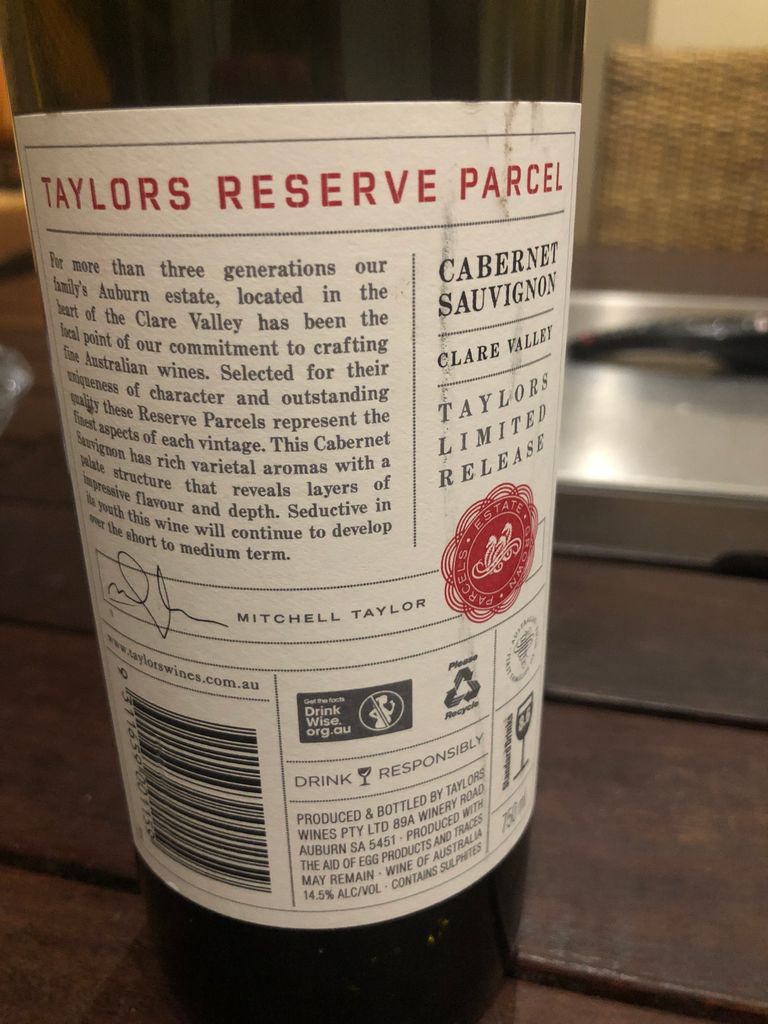 TAYLORS RESERVE PARCEL
For more than three generations our
family's Auburn estate, located in the
heart of the Clare Valley has been the
focal point of our commitment to crafting
fine Australian wines. Selected for their
uniqueness of character and outstanding
quality these Reserve Parcels represent the
finest aspects of each vintage. This Cabernet
Sauvignon has rich varietal aromas with a
palate structure that reveals layers of
impressive flavour and depth. Seductive in
its youth this wine will continue to develop
over the short to medium term.
CABERNET
SAUVIGNON
CLARE VALLEY
TAYLORS
LIMITED
RELEASE
ESTATE GROWN PARCELS
MITCHELL TAYLOR
www.taylorswines.com.au
Get the facts
Drink
Wise.
org.au
Please
Recycle
DRINK RESPONSIBLY
PRODUCED & BOTTLED BY TAYLORS
WINES PTY LTD 89A WINERY ROAD
AUBURN SA 5451 · PRODUCED WITH
THE AID OF EGG PRODUCTS AND TRACES
MAY REMAIN · WINE OF AUSTRALIA
14.5% ALC/VOL · CONTAINS SULPHITES
Standard Drinks
750 ml